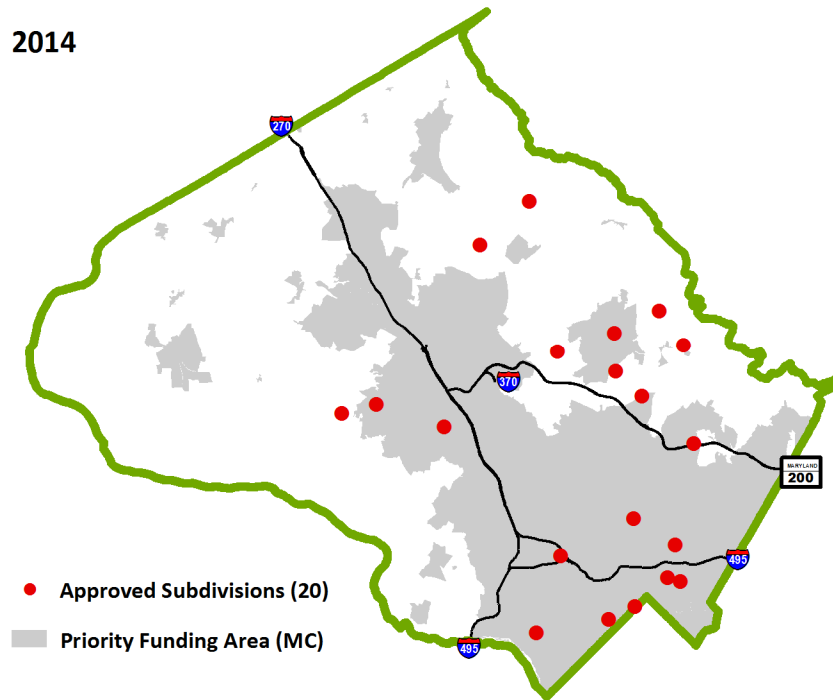 2014
270
370
MARYLAND
200
495
Approved Subdivisions (20)
Priority Funding Area (MC)
495